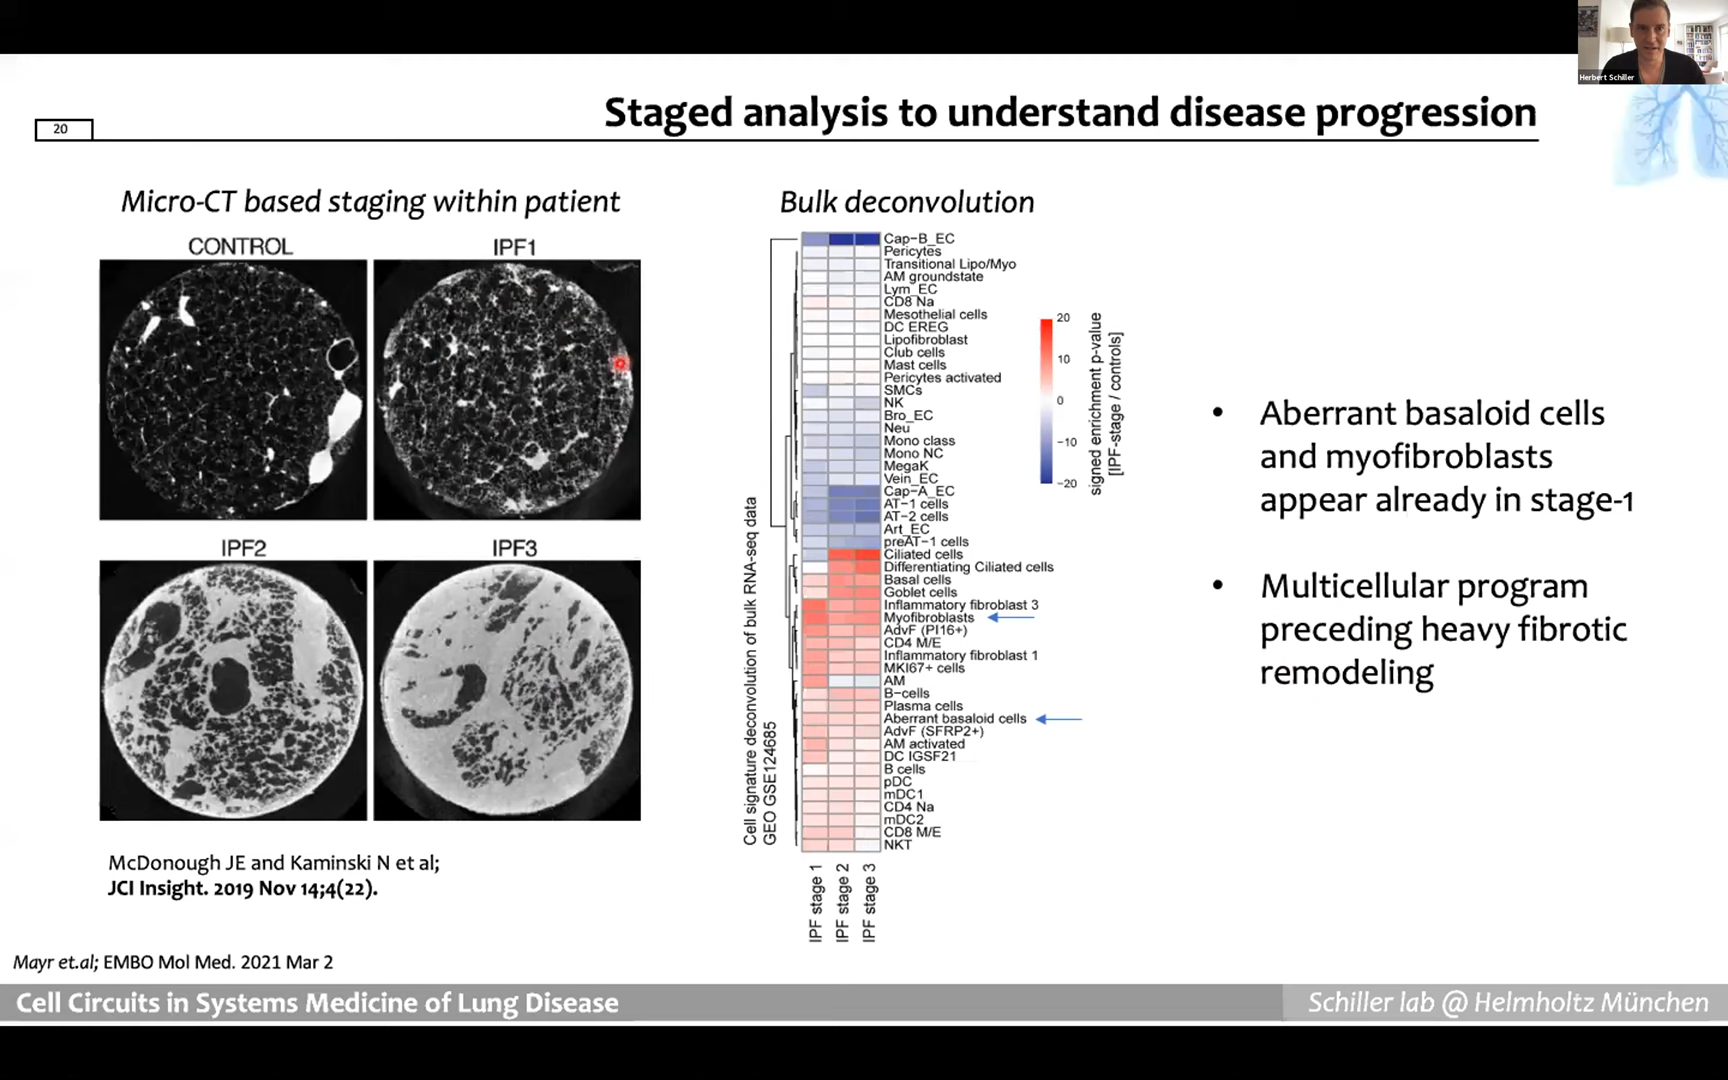 Herbert Schiller
20
Staged analysis to understand disease progression
Micro-CT based staging within patient
CONTROL
IPF1
IPF2
IPF3
McDonough JE and Kaminski N et al;
JCI Insight. 2019 Nov 14;4(22).
Bulk deconvolution
Cell signature deconvolution of bulk RNA-seq data
GEO GSE124685
Cap-B_EC
Pericytes
Transitional Lipo/Myo
AM groundstate
Lym_EC
CD8 Na
Mesothelial cells
DC EREG
Lipofibroblast
Club cells
Mast cells
Pericytes activated
SMCs
NK
Bro_EC
Neu
Mono class
Mono NC
MegaK
Vein_EC
Cap-A_EC
AT-1 cells
AT-2 cells
Art_EC
preAT-1 cells
Ciliated cells
Differentiating Ciliated cells
Basal cells
Goblet cells
Inflammatory fibroblast 3
Myofibroblasts
AdvF (PI16+)
CD4 M/E
Inflammatory fibroblast 1
MKI67+ cells
AM
B-cells
Plasma cells
Aberrant basaloid cells
AdvF (SFRP2+)
AM activated
DC IGSF21
B cells
pDC
mDC1
CD4 Na
mDC2
CD8 M/E
NKT
IPF stage 1
IPF stage 2
IPF stage 3
20
10
0
-10
-20
signed enrichment p-value
[IPF-stage / controls]
• Aberrant basaloid cells
and myofibroblasts
appear already in stage-1
• Multicellular program
preceding heavy fibrotic
remodeling
Mayr et.al; EMBO Mol Med. 2021 Mar 2
Cell Circuits in Systems Medicine of Lung Disease
Schiller lab @ Helmholtz München